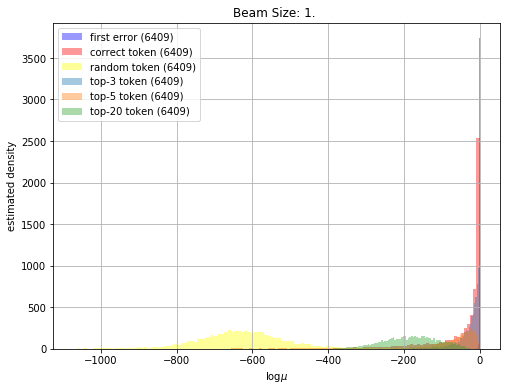 Beam Size: 1.
first error (6409)
correct token (6409)
random token (6409)
top-3 token (6409)
top-5 token (6409)
top-20 token (6409)
estimated density
3500
3000
2500
2000
1500
1000
500
0
−1000 −800 −600 −400 −200 0
logμ